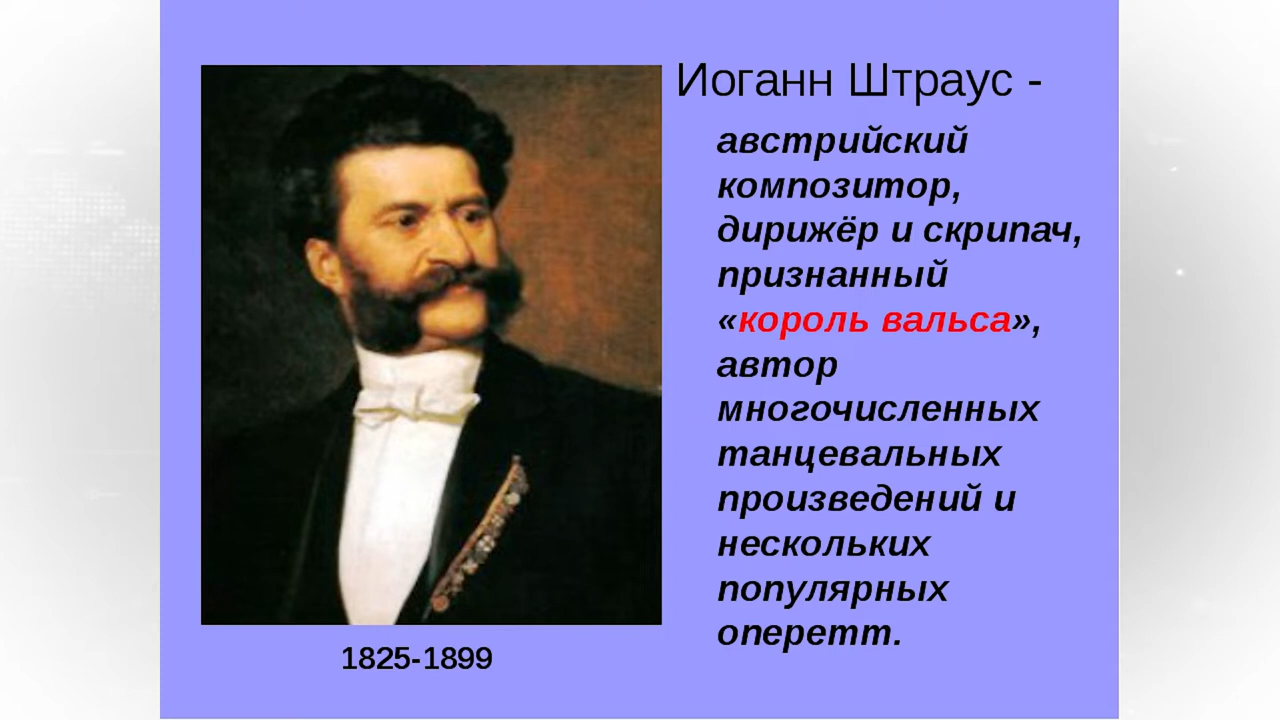 Иоганн Штраус -
австрийский
композитор,
дирижёр и скрипач,
признанный
«король вальса»,
автор
многочисленных
танцевальных
произведений и
нескольких
популярных
оперетт.
1825-1899